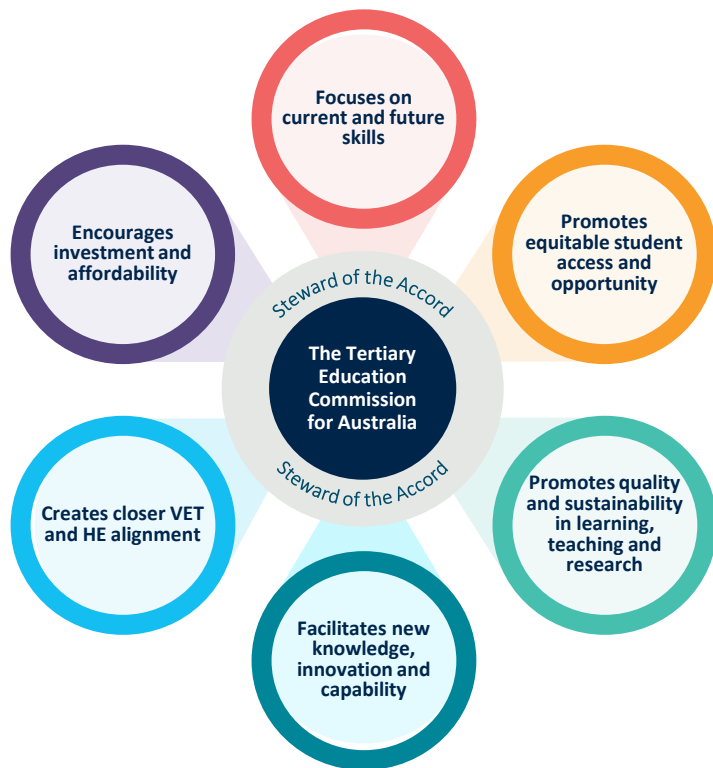 Focuses on
current and future
skills
Encourages
investment and
affordability
Promotes
equitable student
access and
opportunity
Steward of the Accord
The Tertiary
Education
Commission
for Australia
Steward of the Accord
Creates closer VET
and HE alignment
Promotes quality
and sustainability
in learning,
teaching and
research
Facilitates new
knowledge,
innovation and
capability